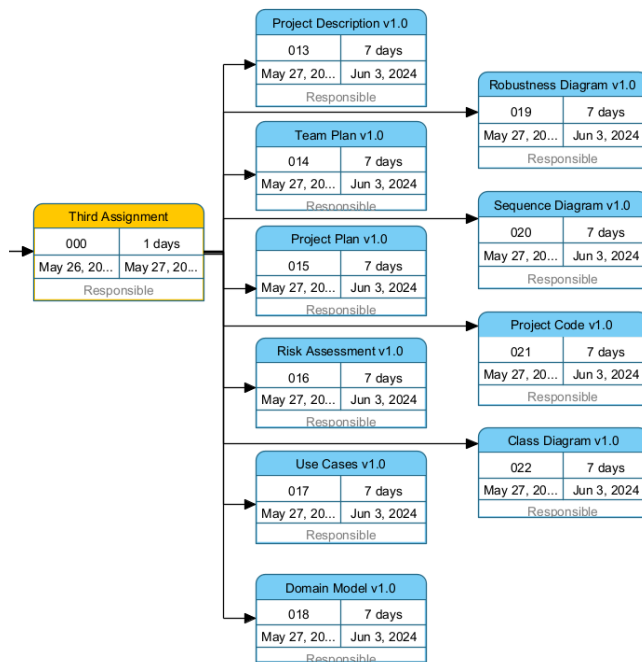 Project Description v1.0
013 7 days
May 27, 20... Jun 3, 2024
Responsible
Robustness Diagram v1.0
019 7 days
May 27, 20... Jun 3, 2024
Responsible
Team Plan v1.0
014 7 days
May 27, 20... Jun 3, 2024
Responsible
Third Assignment
000 1 days
May 26, 20... May 27, 20...
Responsible
Sequence Diagram v1.0
020 7 days
May 27, 20... Jun 3, 2024
Responsible
Project Plan v1.0
015 7 days
May 27, 20... Jun 3, 2024
Responsible
Project Code v1.0
021 7 days
May 27, 20... Jun 3, 2024
Responsible
Risk Assessment v1.0
016 7 days
May 27, 20... Jun 3, 2024
Responsible
Class Diagram v1.0
022 7 days
May 27, 20... Jun 3, 2024
Responsible
Use Cases v1.0
017 7 days
May 27, 20... Jun 3, 2024
Responsible
Domain Model v1.0
018 7 days
May 27, 20... Jun 3, 2024
Responsible